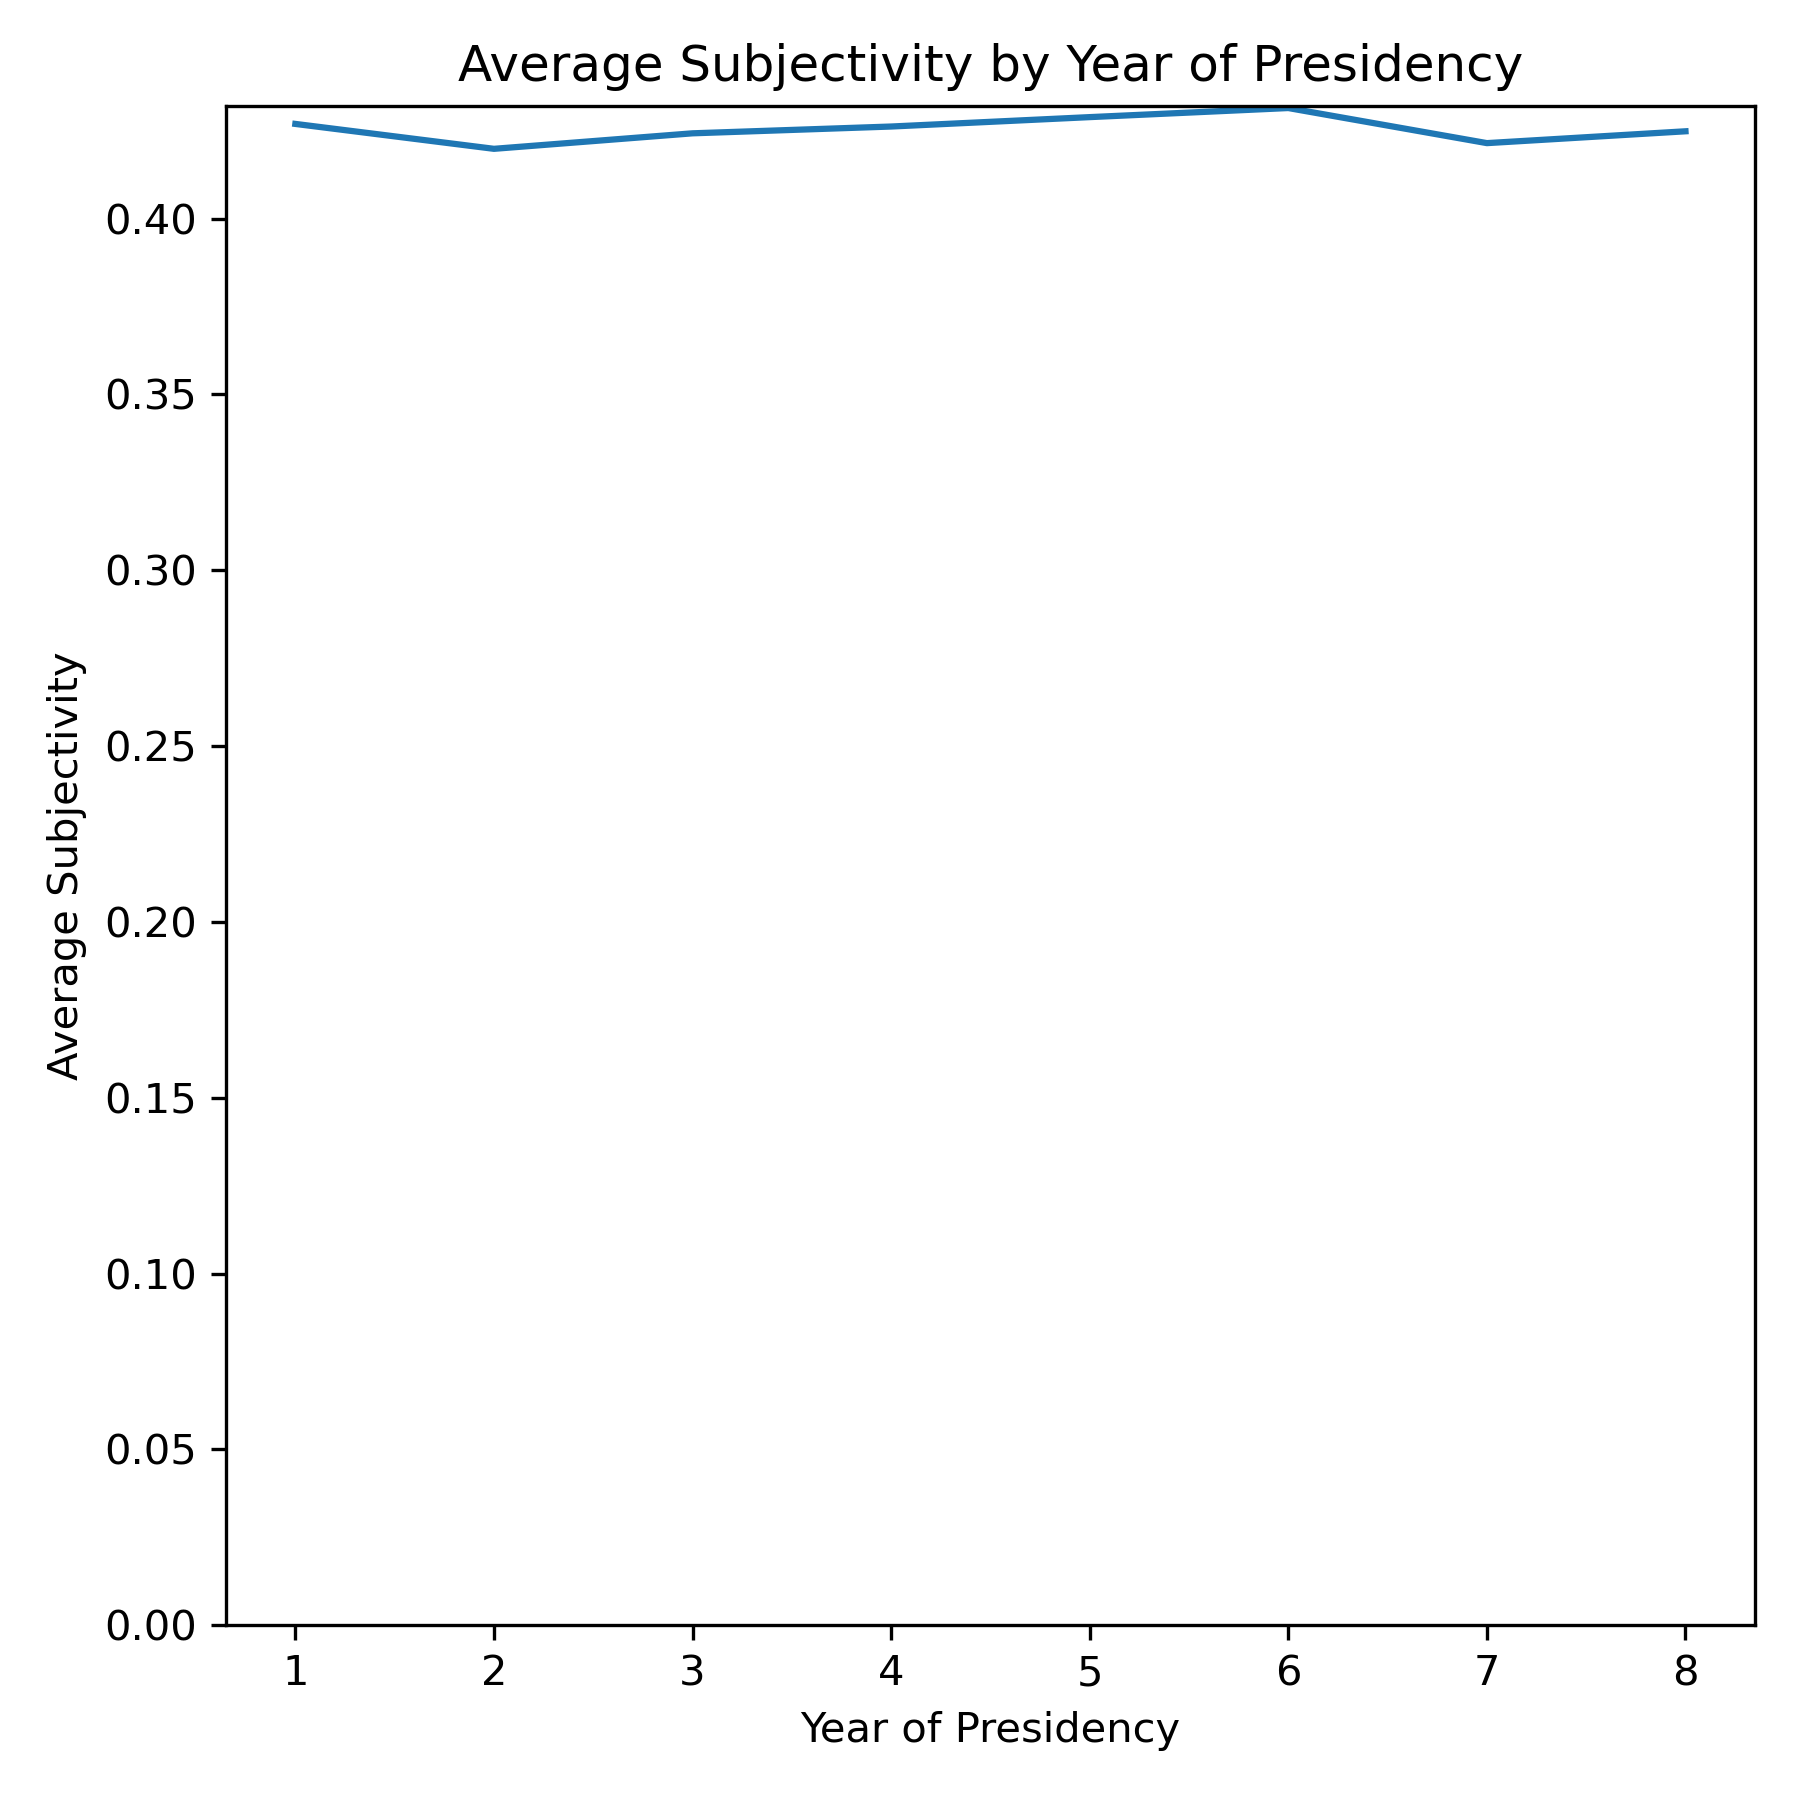 Average Subjectivity by Year of Presidency
Average Subjectivity
0.40
0.35
0.30
0.25
0.20
0.15
0.10
0.05
0.00
1 2 3 4 5 6 7 8
Year of Presidency